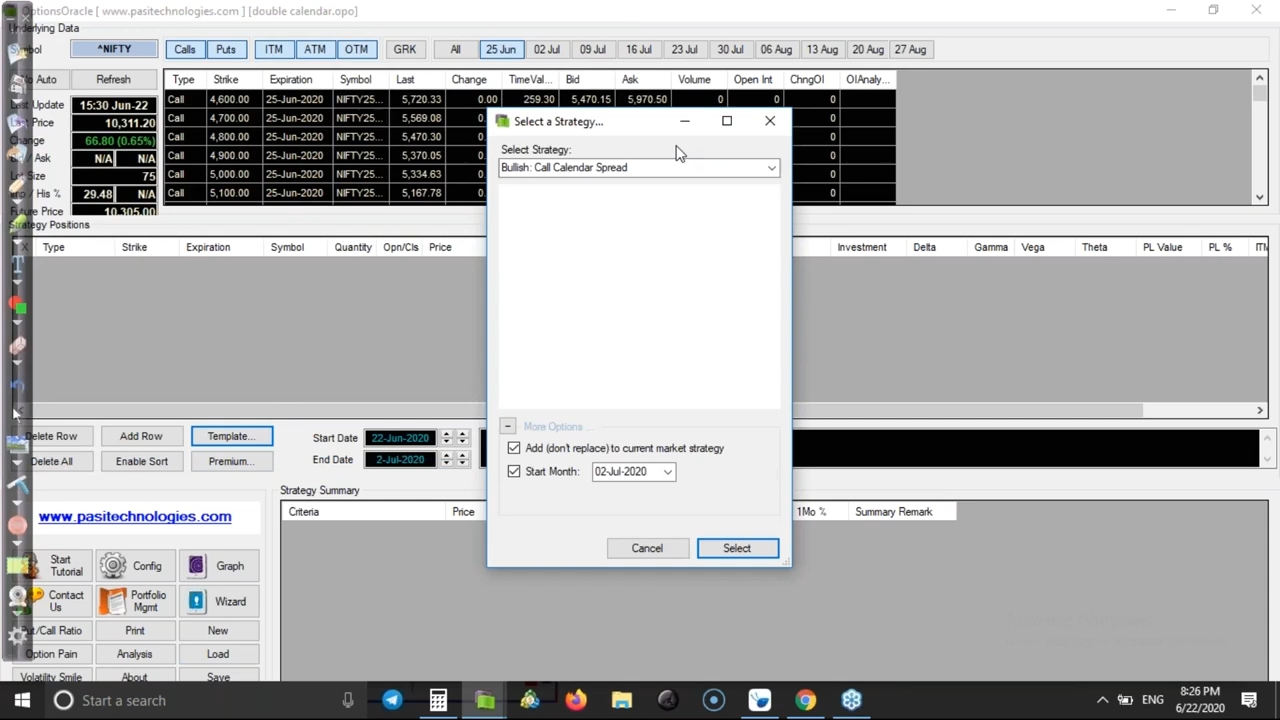 OptionsOracle [ www.pasitechnologies.com ] [double calendar.opo]
Underlying Data
^NIFTY Calls Puts ITM ATM OTM GRK All 25 Jun 02 Jul 09 Jul 16 Jul 23 Jul 30 Jul 06 Aug 13 Aug 20 Aug 27 Aug
Auto Refresh Type Strike Expiration Symbol Last Change TimeVal... Bid Ask Volume Open Int ChngOI OIAnaly...
Last Update 15:30 Jun-22 Call 4,600.00 25-Jun-2020 NIFTY25... 5,720.33 0.00 259.30 5,470.15 5,970.50 0 0 0
Last Price 10,311.20 Call 4,700.00 25-Jun-2020 NIFTY25... 5,569.08 0
Change 66.80 (0.65%) Call 4,800.00 25-Jun-2020 NIFTY25... 5,470.30 0
Bid / Ask N/A N/A Call 4,900.00 25-Jun-2020 NIFTY25... 5,370.05 0
Lot Size 75 Call 5,000.00 25-Jun-2020 NIFTY25... 5,334.63 0
Imp / His % 29.48 N/A Call 5,100.00 25-Jun-2020 NIFTY25... 5,167.78 0
Future Price 10,305.00
Strategy Positions
Type Strike Expiration Symbol Quantity Opn/Cls Price Investment Delta Gamma Vega Theta PL Value PL %
Select a Strategy...
Select Strategy:
Bullish: Call Calendar Spread
More Options ...
Add (don't replace) to current market strategy
Start Month: 02-Jul-2020
Cancel Select
Delete Row Add Row Template... Start Date 22-Jun-2020
Delete All Enable Sort Premium... End Date 2-Jul-2020
Strategy Summary
www.pasitechnologies.com Criteria Price 1Mo % Summary Remark
Start Tutorial Config Graph
Contact Us Portfolio Mgmt Wizard
Put/Call Ratio Print New
Option Pain Analysis Load
Volatility Smile About Save
Start a search ENG 8:26 PM
6/22/2020